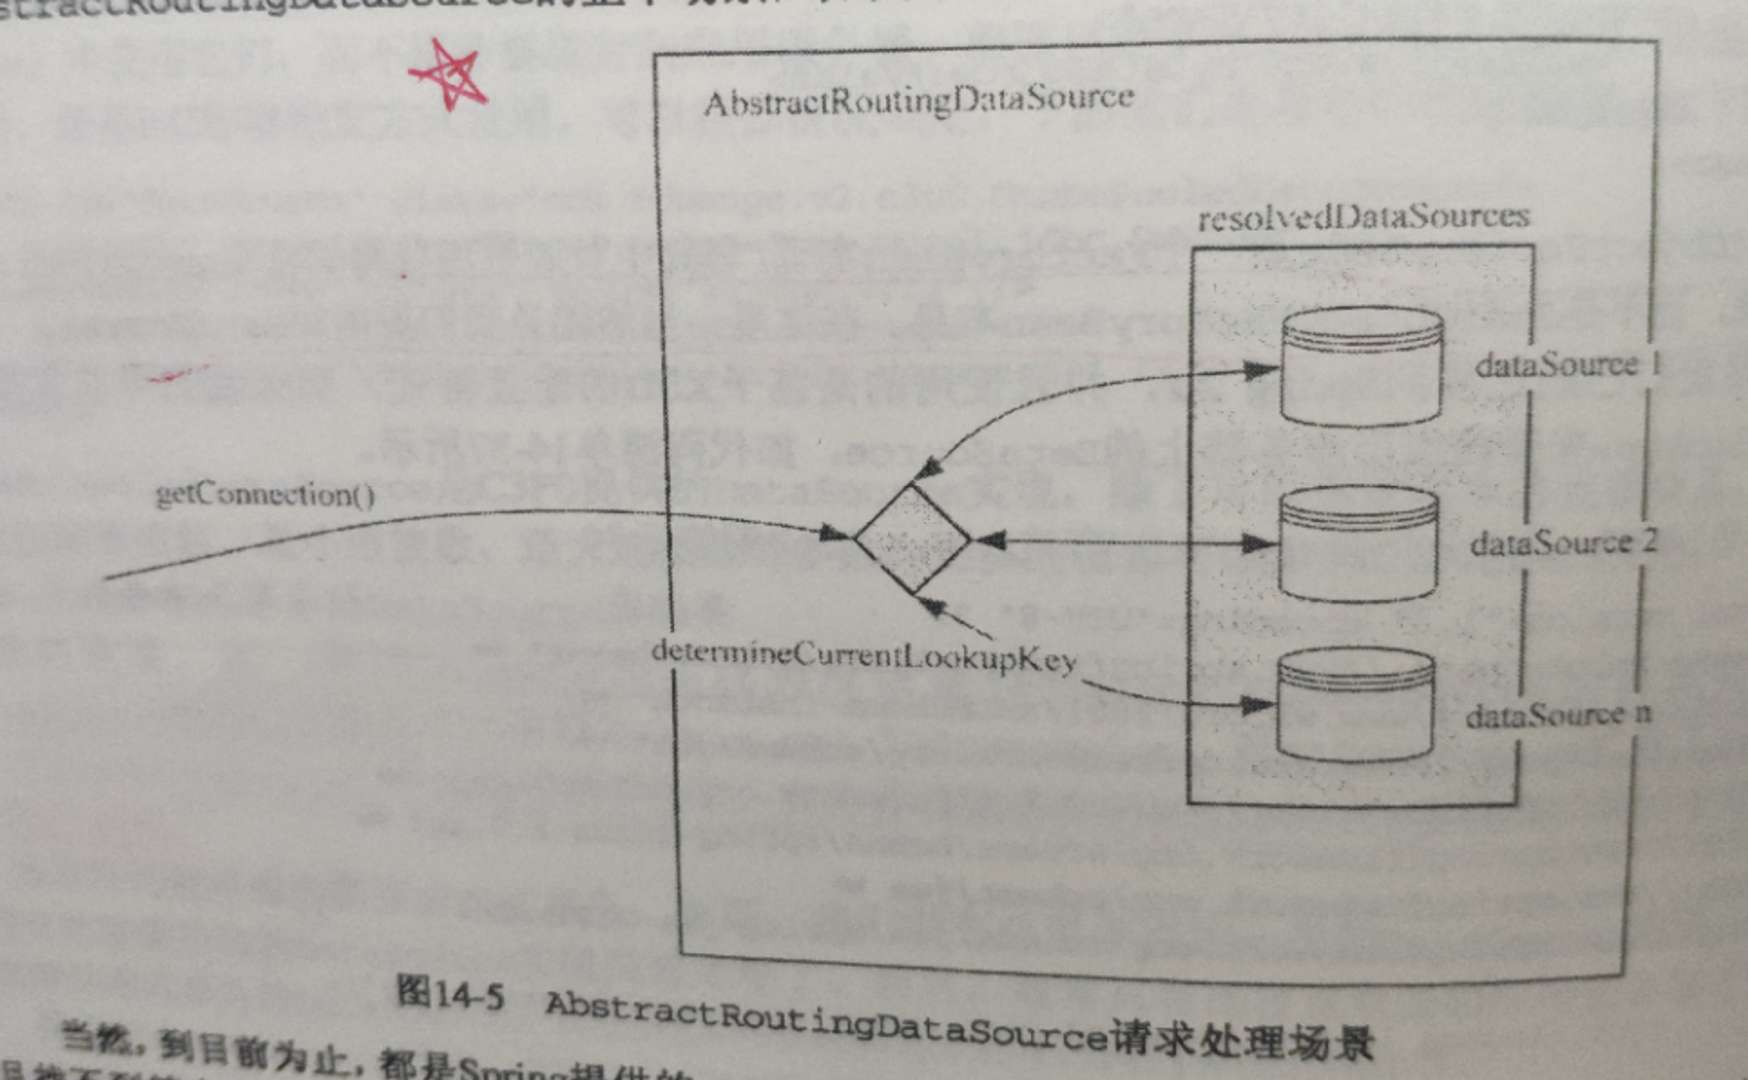 AbstractRoutingDataSource
resolvedDataSources
dataSource 1
getConnection()
dataSource 2
determineCurrentLookupKey
dataSource n
图14-5 AbstractRoutingDataSource请求处理场景
当然，到目前为止，都是Spring提供的